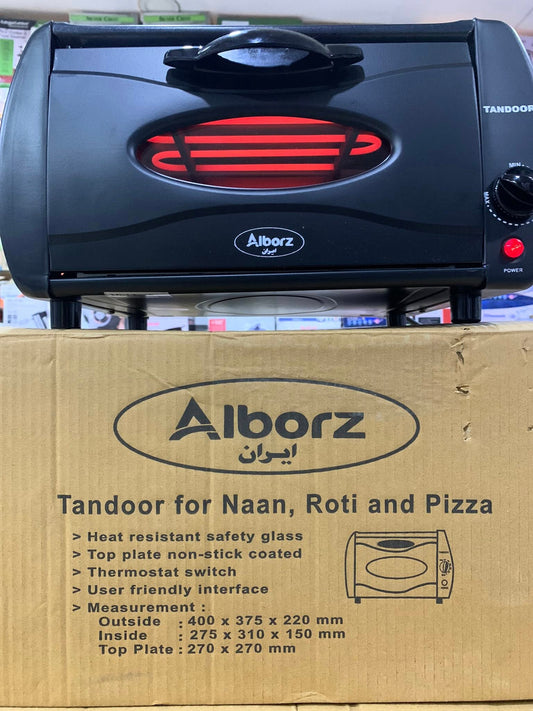 TANDOOR
MIN
MAX
POWER
Alborz
ایران
Alborz
ایران
Tandoor for Naan, Roti and Pizza
> Heat resistant safety glass
> Top plate non-stick coated
> Thermostat switch
> User friendly interface
> Measurement :
Outside : 400 x 375 x 220 mm
Inside : 275 x 310 x 150 mm
Top Plate : 270 x 270 mm